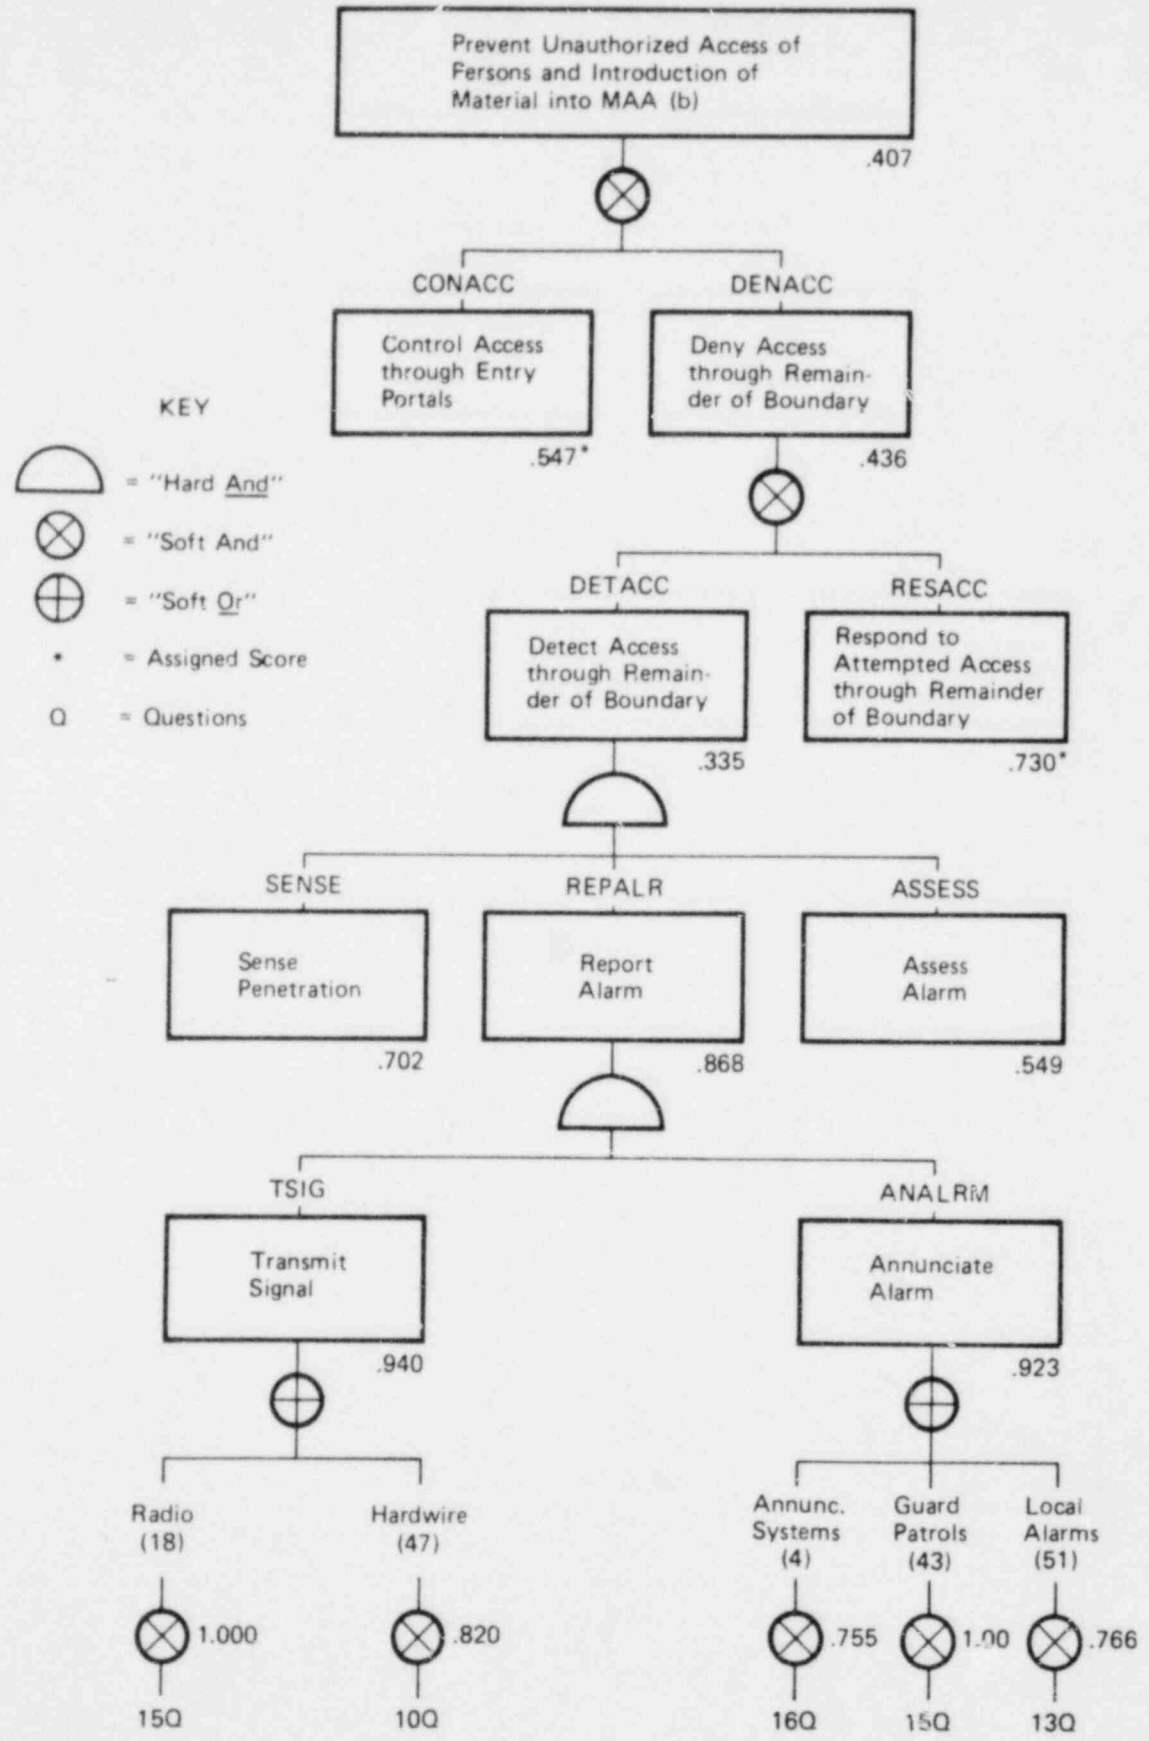 Prevent Unauthorized Access of
Fersons and Introduction of
Material into MAA (b)
.407
CONACC
DENACC
Control Access
through Entry
Portals
.547*
Deny Access
through Remain-
der of Boundary
.436
KEY
= "Hard And"
= "Soft And"
= "Soft Or"
* = Assigned Score
Q = Questions
DETACC
RESACC
Detect Access
through Remain-
der of Boundary
.335
Respond to
Attempted Access
through Remainder
of Boundary
.730*
SENSE
REPALR
ASSESS
Sense
Penetration
.702
Report
Alarm
.868
Assess
Alarm
.549
TSIG
ANALRM
Transmit
Signal
.940
Annunciate
Alarm
.923
Radio
(18)
Hardwire
(47)
Annunc.
Systems
(4)
Guard
Patrols
(43)
Local
Alarms
(51)
1.000
.820
.755
1.00
.766
15Q
10Q
16Q
15Q
13Q